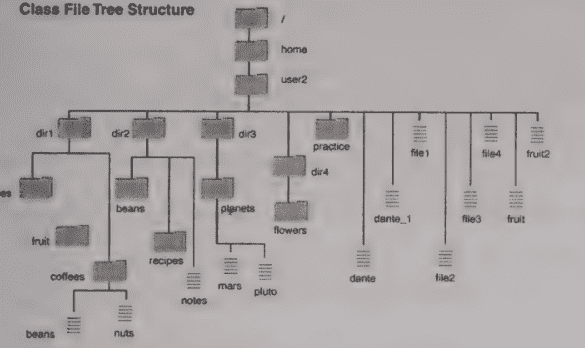 Class File Tree Structure
/
home
user2
dir1
dir2
dir3
practice
file1
file4
fruit2
dir4
es
beans
planets
dante_1
file3
fruit
flowers
fruit
recipes
coffees
mars
pluto
dante
file2
notes
beans
nuts